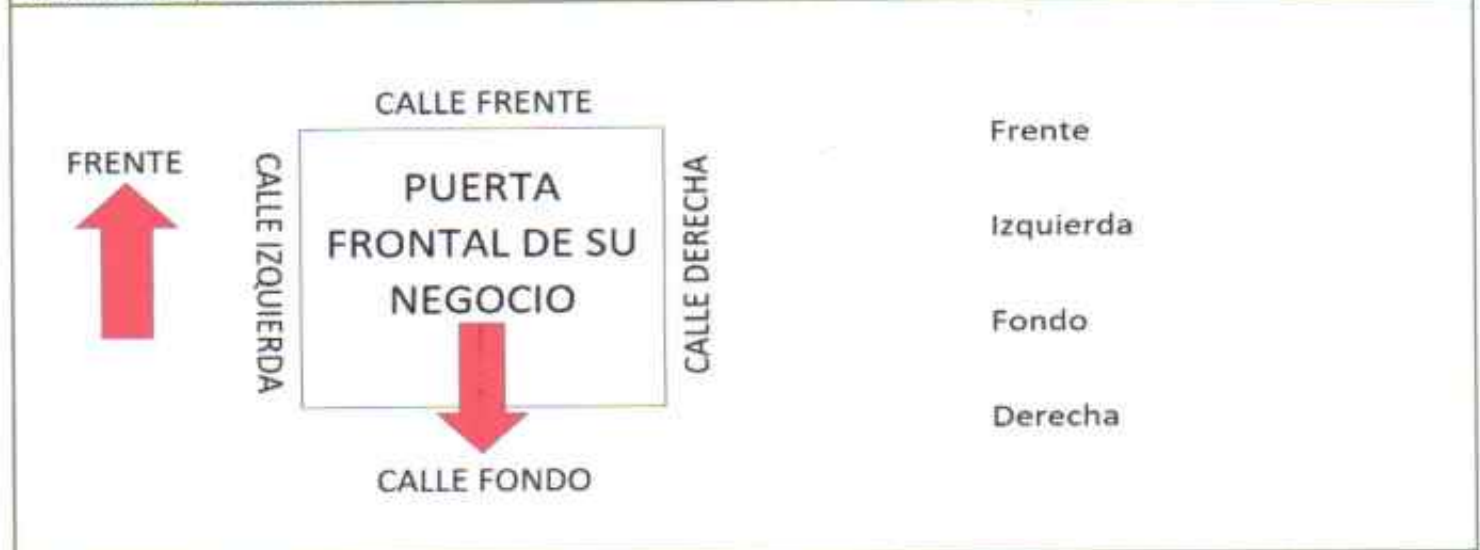 CALLE FRENTE
FRENTE
CALLE IZQUIERDA
PUERTA
FRONTAL DE SU
NEGOCIO
CALLE DERECHA
CALLE FONDO
Frente
Izquierda
Fondo
Derecha